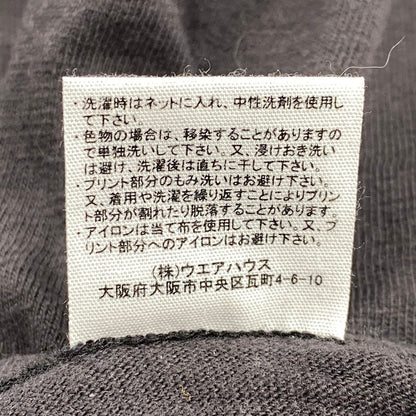 ・洗濯時はネットに入れ、中性洗剤を使用し
て下さい。
・色物の場合は、移染することがありますの
で単独洗いして下さい。又、浸けおき洗い
は避け、洗濯後は直ちに干して下さい。
・プリント部分のもみ洗いはお避け下さい。
又、着用や洗濯を繰り返すことによりプリ
ント部分が割れたり脱落することがあります。
・アイロンは当て布を使用して下さい。又、プ
リント部分へのアイロンはお避け下さい。
(株)ウエアハウス
大阪府大阪市中央区瓦町4-6-10